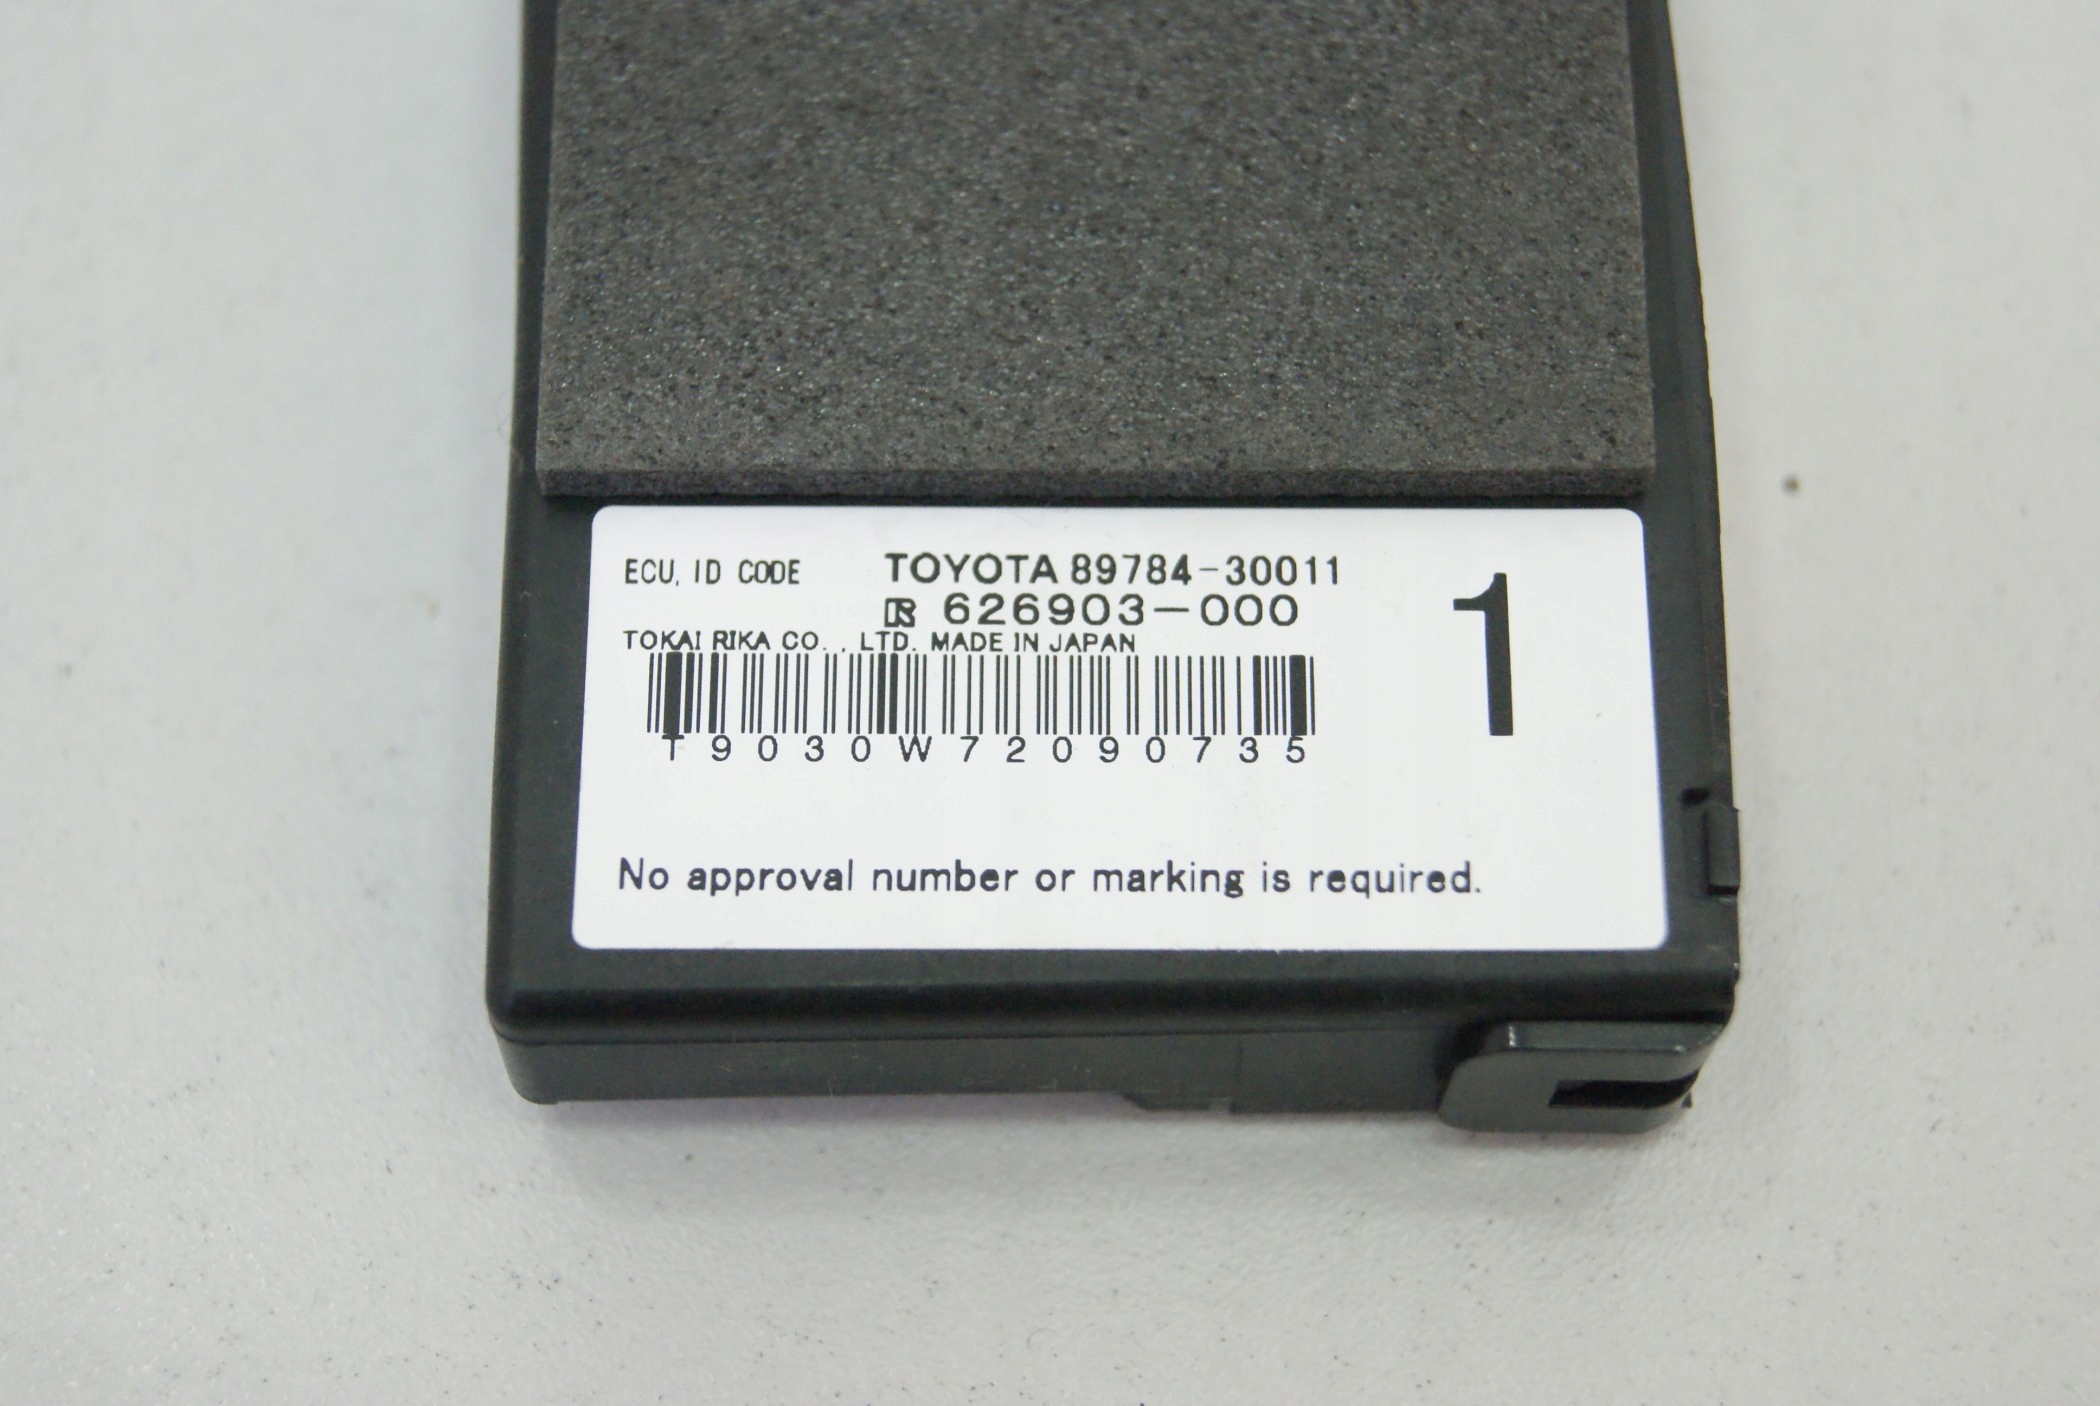 ECU, ID CODE TOYOTA 89784-30011
626903-000
1
TOKAI RIKA CO., LTD. MADE IN JAPAN
T9030W72090735
No approval number or marking is required.